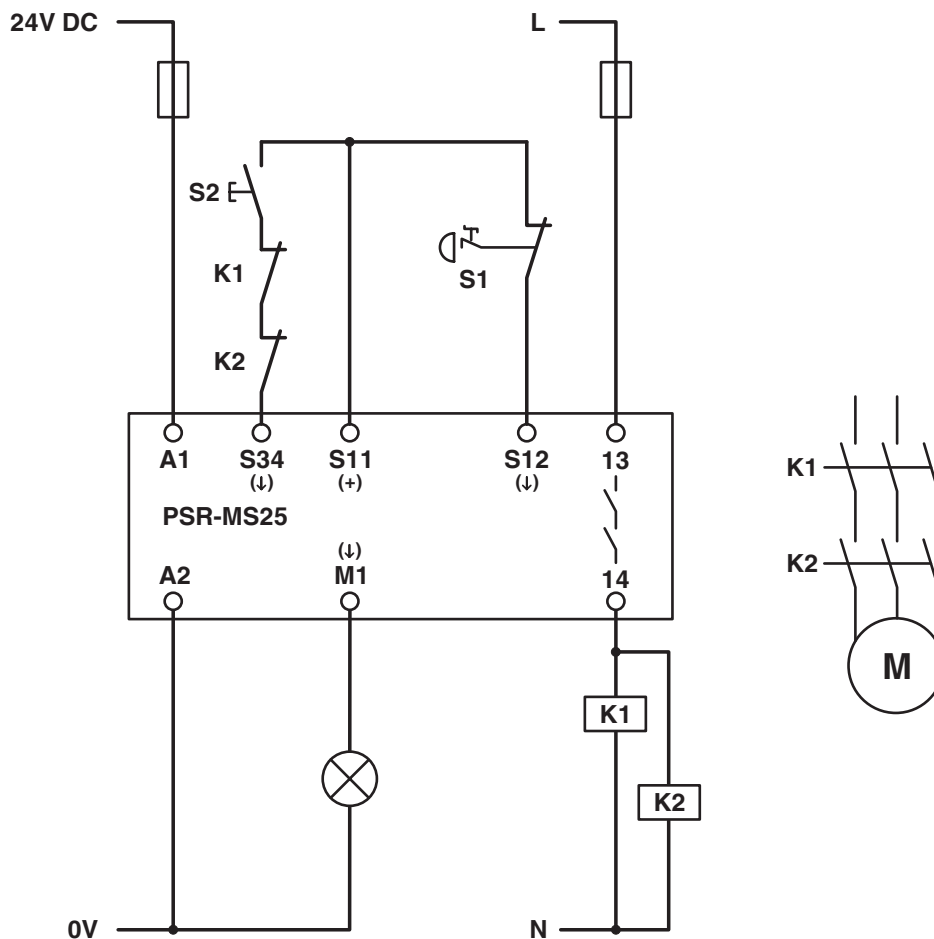 24V DC
L
S2
K1
S1
K2
A1 S34 S11 S12 13
(↓) (+) (↓)
PSR-MS25
(↓)
A2 M1 14
K1
K2
M
K1
K2
0V N